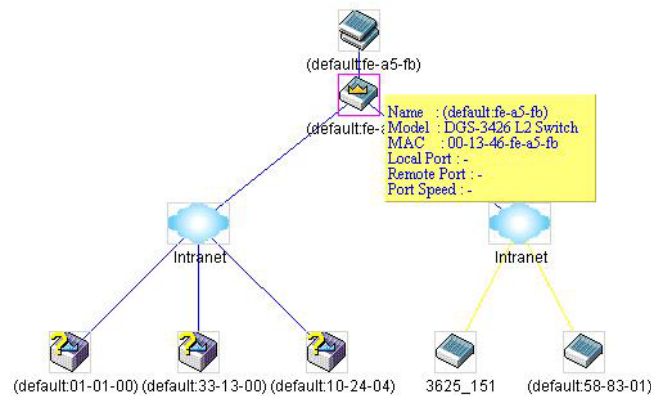 (default:fe-a5-fb)
(default:fe-a
Name : (default:fe-a5-fb)
Model : DGS-3426 L2 Switch
MAC : 00-13-46-fe-a5-fb
Local Port : -
Remote Port : -
Port Speed : -
Intranet
Intranet
(default:01-01-00) (default:33-13-00) (default:10-24-04) 3625_151 (default:58-83-01)